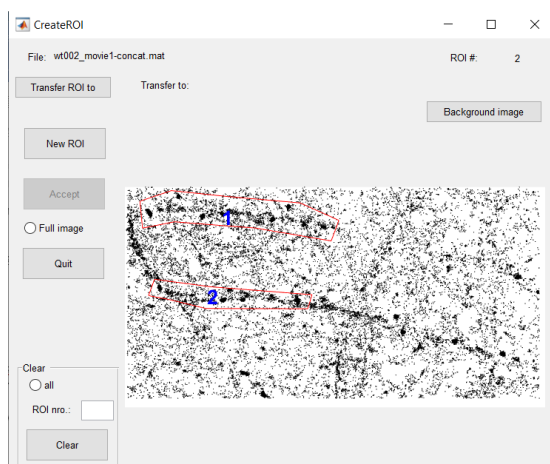 CreateROI
File: wt002_movie1-concat.mat ROI #: 2
Transfer ROI to Transfer to:
Background image
New ROI
Accept
Full image
Quit
1
2
Clear
all
ROI nro.:
Clear